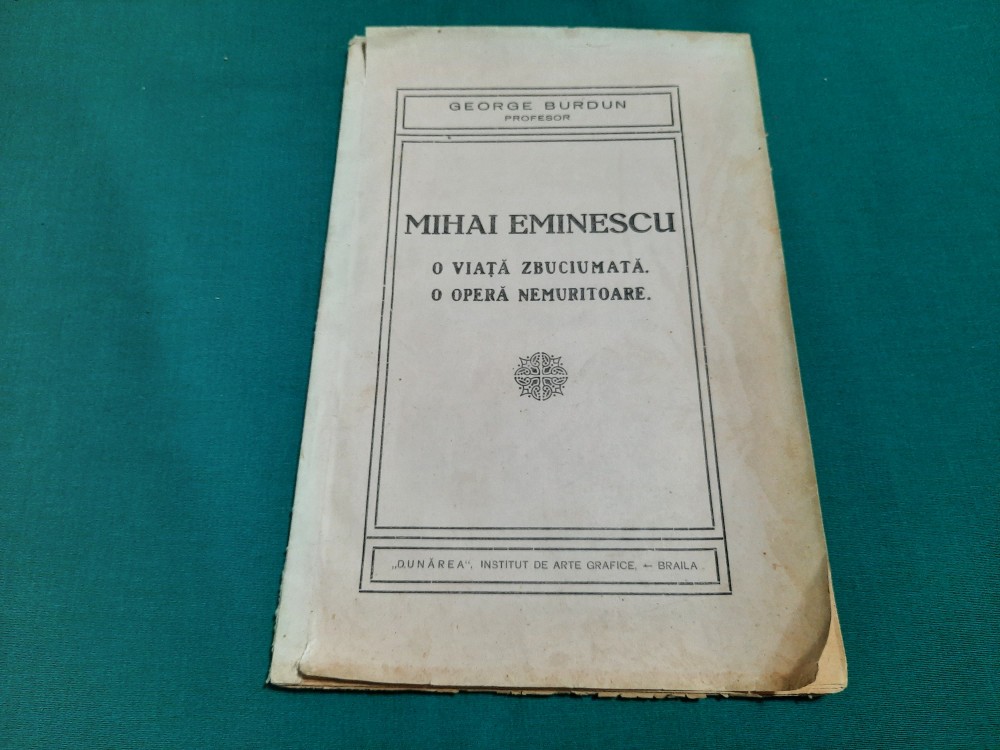 GEORGE BURDUN
PROFESOR
MIHAI EMINESCU
O VIAȚĂ ZBUCIUMATĂ.
O OPERĂ NEMURITOARE.
„DUNĂREA“, INSTITUT DE ARTE GRAFICE, — BRAILA